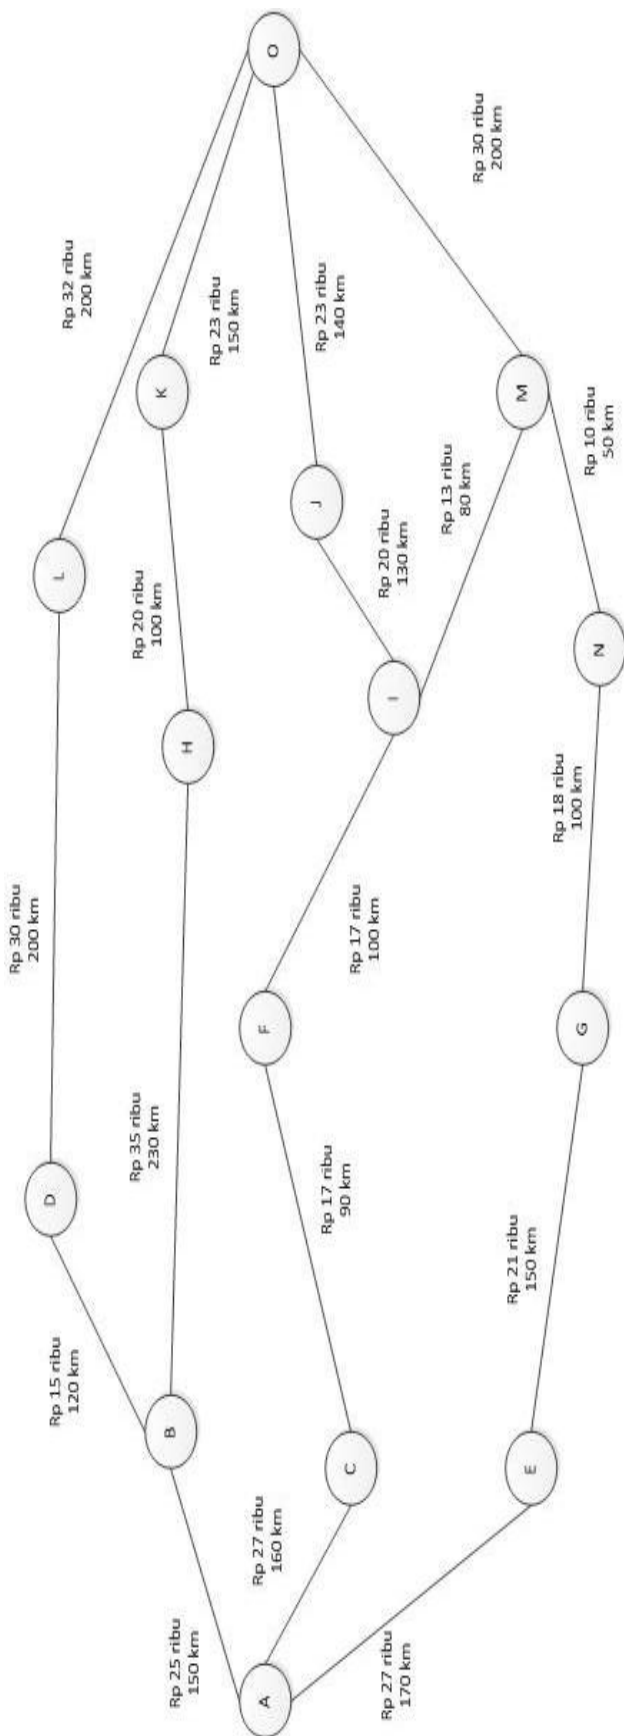 A
Rp 25 ribu
150 km
Rp 27 ribu
160 km
Rp 27 ribu
170 km
B
C
E
Rp 15 ribu
120 km
D
Rp 35 ribu
230 km
Rp 17 ribu
90 km
Rp 21 ribu
150 km
F
G
Rp 30 ribu
200 km
Rp 17 ribu
100 km
Rp 18 ribu
100 km
H
I
N
Rp 20 ribu
100 km
L
Rp 20 ribu
130 km
J
Rp 13 ribu
80 km
Rp 10 ribu
50 km
K
M
Rp 32 ribu
200 km
Rp 23 ribu
150 km
Rp 23 ribu
140 km
Rp 30 ribu
200 km
O